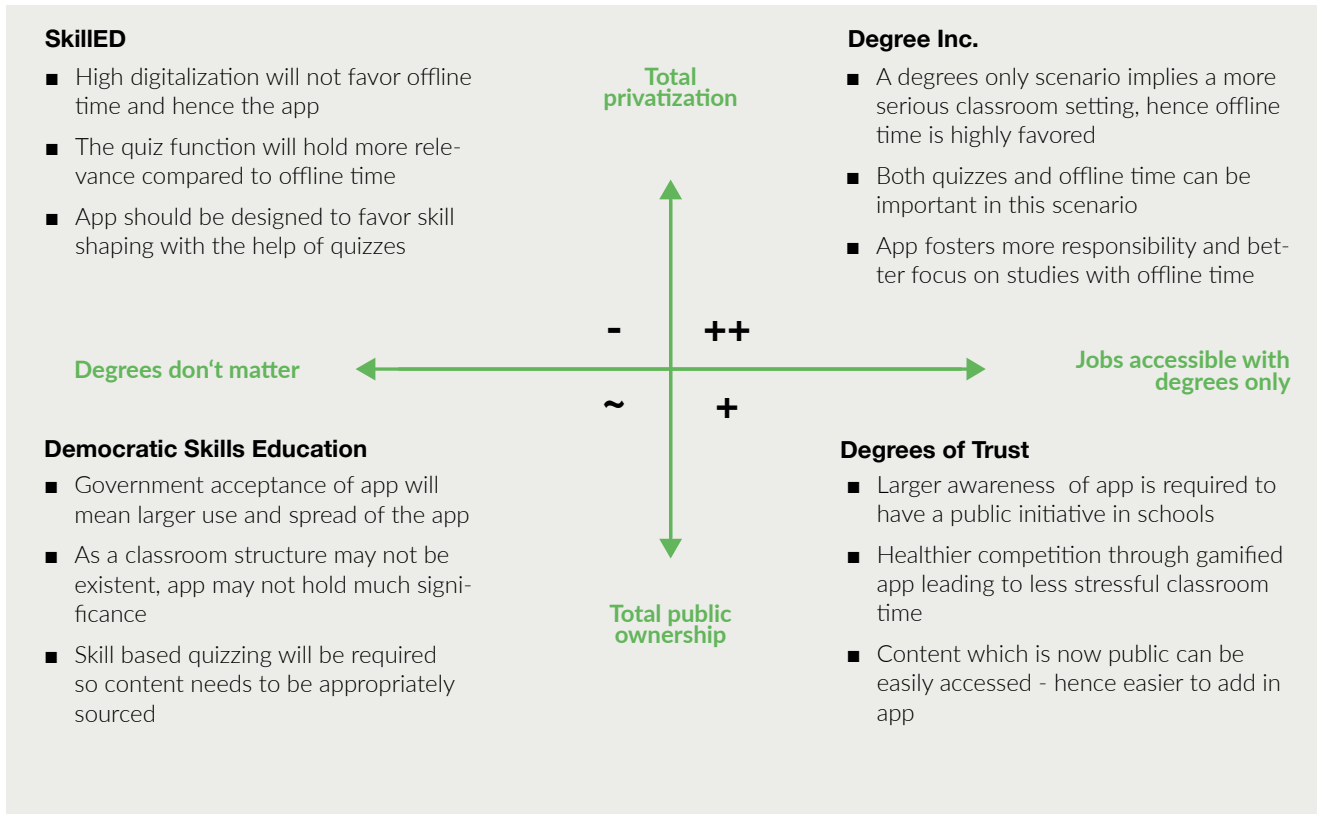 SkillED
■ High digitalization will not favor offline
time and hence the app
■ The quiz function will hold more rele-
vance compared to offline time
■ App should be designed to favor skill
shaping with the help of quizzes
Total
privatization
Degree Inc.
■ A degrees only scenario implies a more
serious classroom setting, hence offline
time is highly favored
■ Both quizzes and offline time can be
important in this scenario
■ App fosters more responsibility and bet-
ter focus on studies with offline time
- ++
Degrees don‘t matter
Jobs accessible with
degrees only
~ +
Democratic Skills Education
■ Government acceptance of app will
mean larger use and spread of the app
■ As a classroom structure may not be
existent, app may not hold much signi-
ficance
■ Skill based quizzing will be required
so content needs to be appropriately
sourced
Total public
ownership
Degrees of Trust
■ Larger awareness  of app is required to
have a public initiative in schools
■ Healthier competition through gamified
app leading to less stressful classroom
time
■ Content which is now public can be
easily accessed - hence easier to add in
app